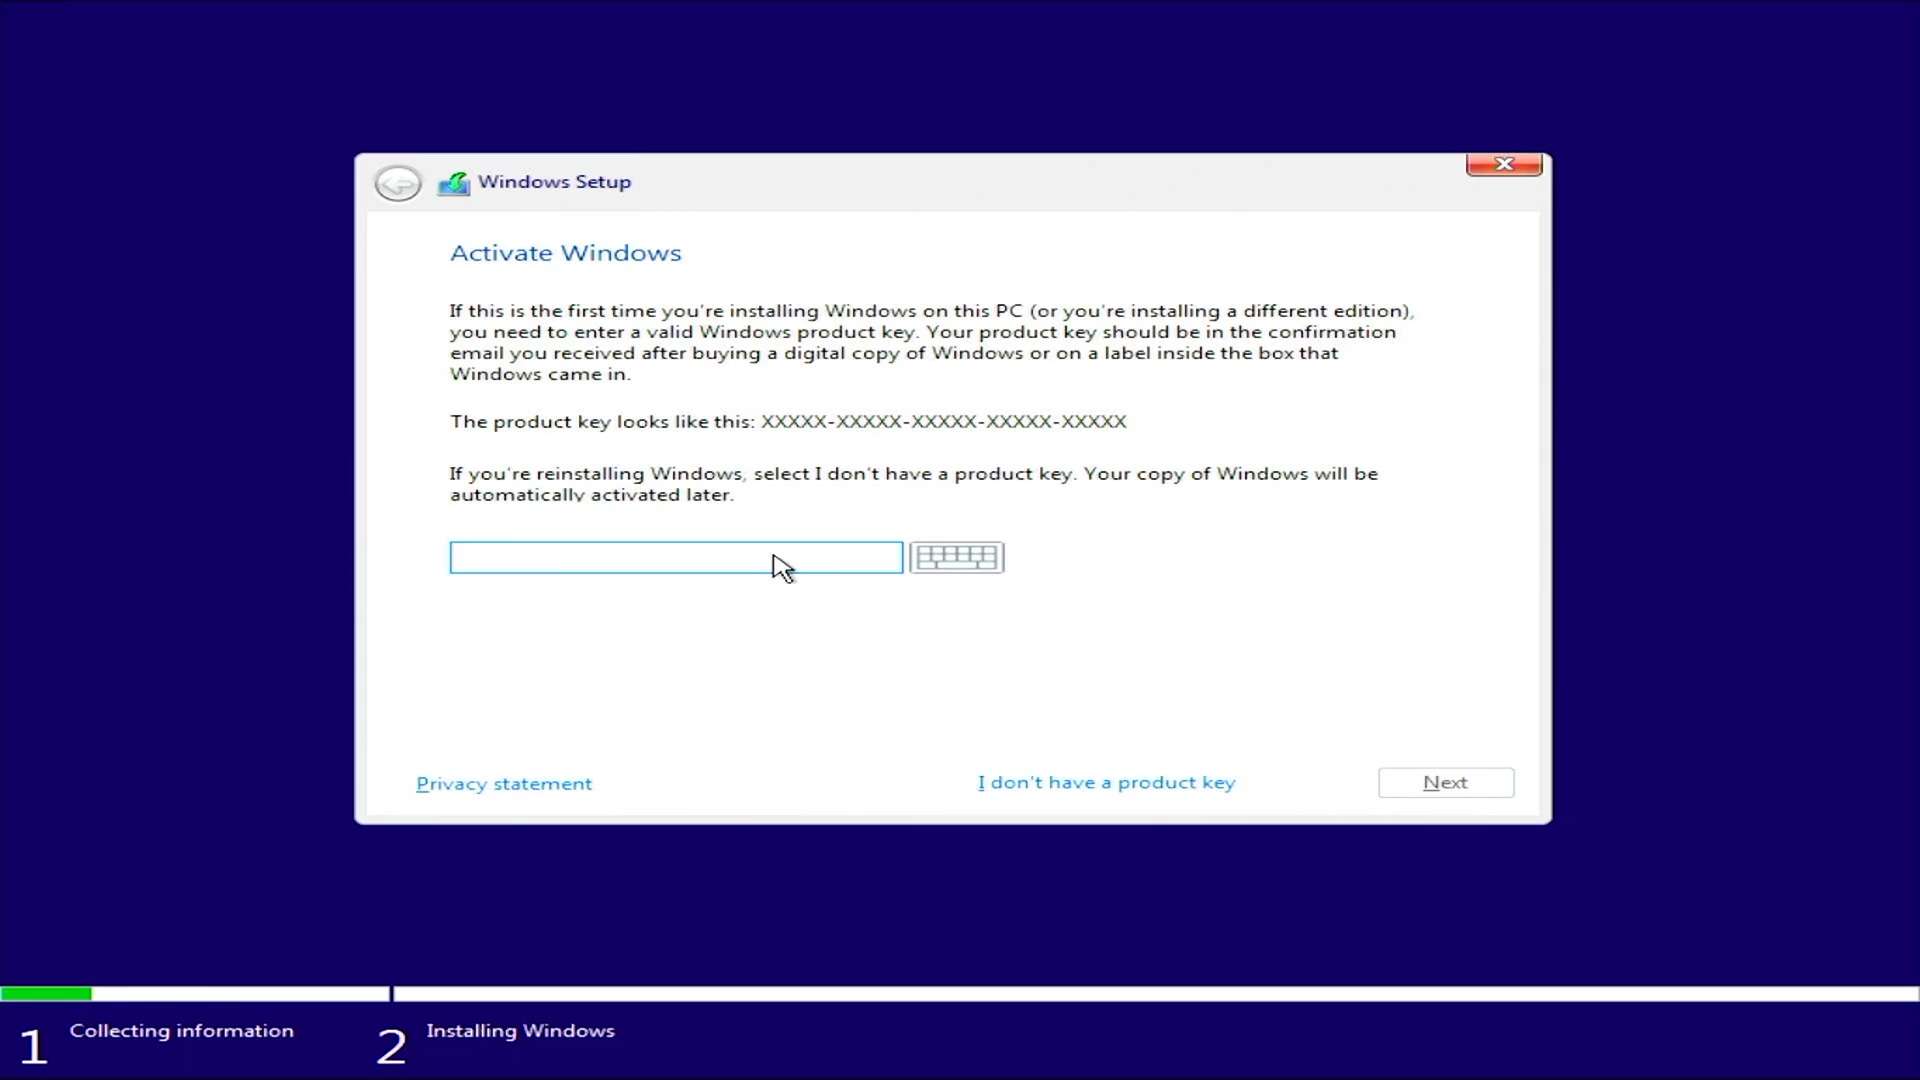 Windows Setup
Activate Windows
If this is the first time you're installing Windows on this PC (or you're installing a different edition),
you need to enter a valid Windows product key. Your product key should be in the confirmation
email you received after buying a digital copy of Windows or on a label inside the box that
Windows came in.
The product key looks like this: XXXXX-XXXXX-XXXXX-XXXXX-XXXXX
If you're reinstalling Windows, select I don't have a product key. Your copy of Windows will be
automatically activated later.
Privacy statement
I don't have a product key
Next
1 Collecting information
2 Installing Windows